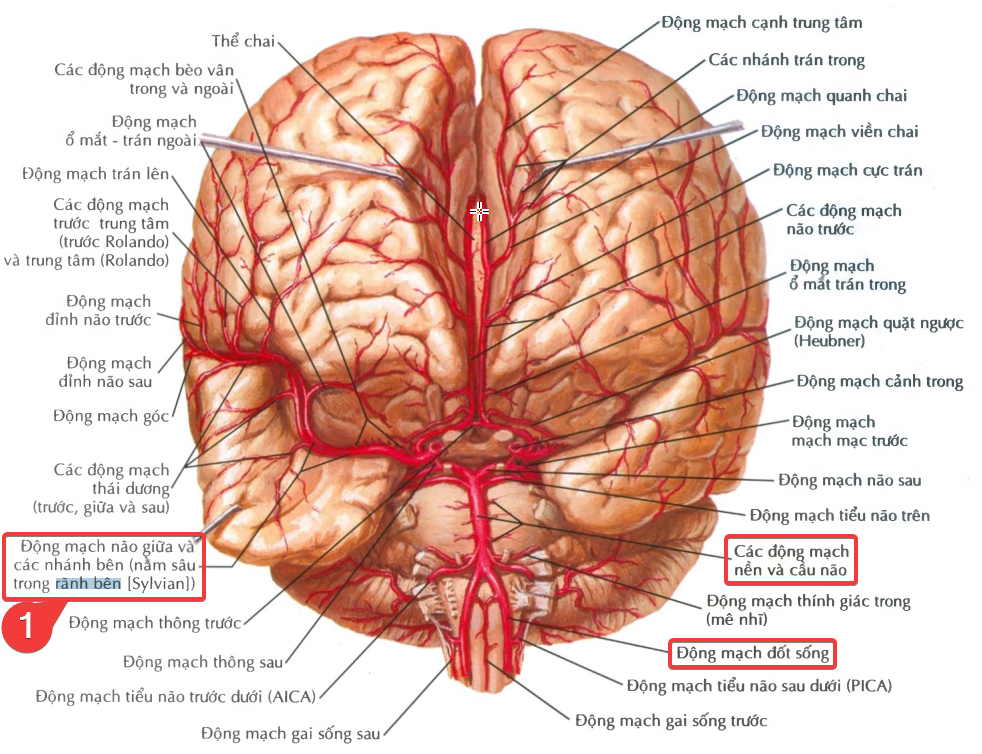 Thể chai
Các động mạch bèo vân
trong và ngoài
Động mạch
ổ mắt - trán ngoài
Động mạch trán lên
Các động mạch
trước trung tâm
(trước Rolando)
và trung tâm (Rolando)
Động mạch
đỉnh não trước
Động mạch
đỉnh não sau
Động mạch góc
Các động mạch
thái dương
(trước, giữa và sau)
Động mạch não giữa và
các nhánh bên (nằm sâu
trong rãnh bên [Sylvian])
1
Động mạch thông trước
Động mạch thông sau
Động mạch tiểu não trước dưới (AICA)
Động mạch gai sống sau
Động mạch cạnh trung tâm
Các nhánh trán trong
Động mạch quanh chai
Động mạch viền chai
Động mạch cực trán
Các động mạch
não trước
Động mạch
ổ mắt trán trong
Động mạch quặt ngược
(Heubner)
Động mạch cảnh trong
Động mạch
mạch mạc trước
Động mạch não sau
Động mạch tiểu não trên
Các động mạch
nền và cầu não
Động mạch thính giác trong
(mê nhĩ)
Động mạch đốt sống
Động mạch tiểu não sau dưới (PICA)
Động mạch gai sống trước